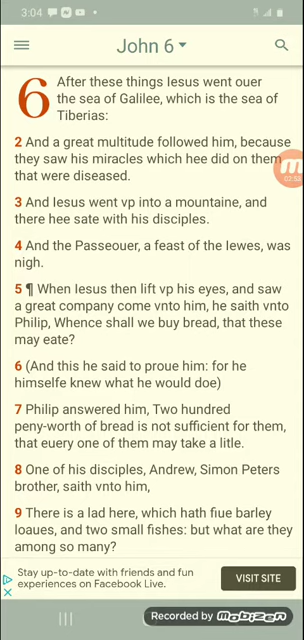 3:04
John 6
6 After these things Iesus went ouer
the sea of Galilee, which is the sea of
Tiberias:
2 And a great multitude followed him, because
they saw his miracles which hee did on them
that were diseased.
3 And Iesus went vp into a mountaine, and
there hee sate with his disciples.
4 And the Passeouer, a feast of the Iewes, was
nigh.
5 ¶ When Iesus then lift vp his eyes, and saw
a great company come vnto him, he saith vnto
Philip, Whence shall we buy bread, that these
may eate?
6 (And this he said to proue him: for he
himselfe knew what he would doe)
7 Philip answered him, Two hundred
peny-worth of bread is not sufficient for them,
that euery one of them may take a litle.
8 One of his disciples, Andrew, Simon Peters
brother, saith vnto him,
9 There is a lad here, which hath fiue barley
loaues, and two small fishes: but what are they
among so many?
Stay up-to-date with friends and fun
experiences on Facebook Live.
VISIT SITE
Recorded by mobizen